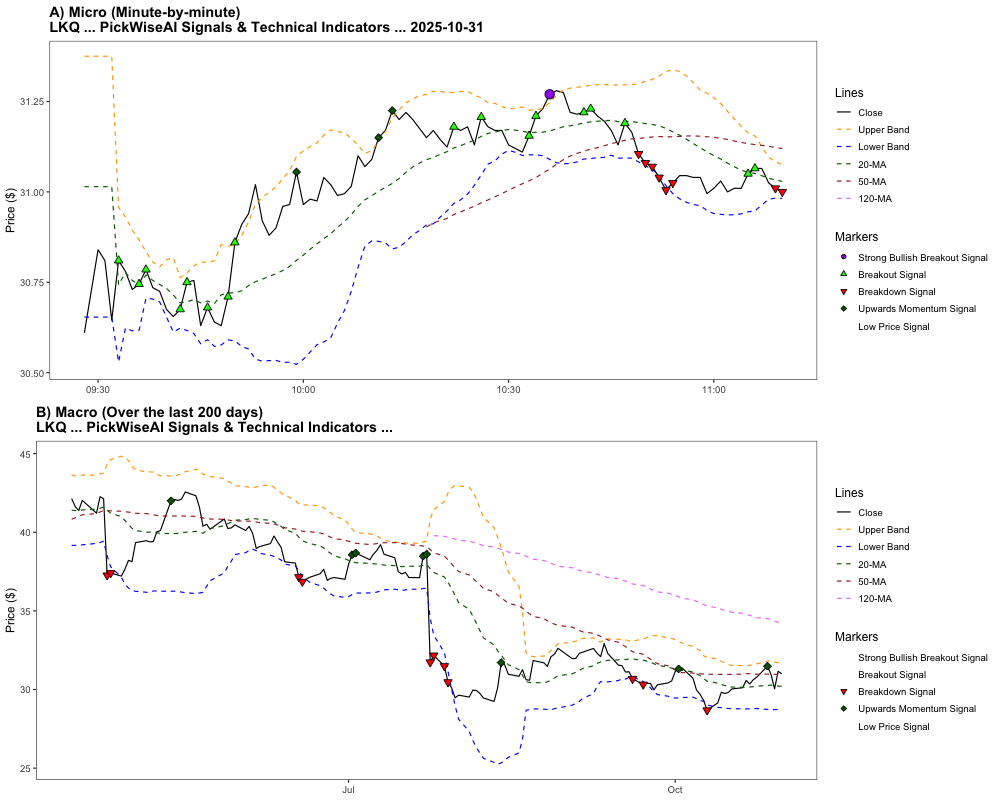 A) Micro (Minute-by-minute)
LKQ ... PickWiseAI Signals & Technical Indicators ... 2025-10-31
Price ($)
31.25
31.00
30.75
30.50
09:30
10:00
10:30
11:00
Lines
Close
Upper Band
Lower Band
20-MA
50-MA
120-MA
Markers
Strong Bullish Breakout Signal
Breakout Signal
Breakdown Signal
Upwards Momentum Signal
Low Price Signal
B) Macro (Over the last 200 days)
LKQ ... PickWiseAI Signals & Technical Indicators ...
Price ($)
45
40
35
30
25
Jul
Oct
Lines
Close
Upper Band
Lower Band
20-MA
50-MA
120-MA
Markers
Strong Bullish Breakout Signal
Breakout Signal
Breakdown Signal
Upwards Momentum Signal
Low Price Signal